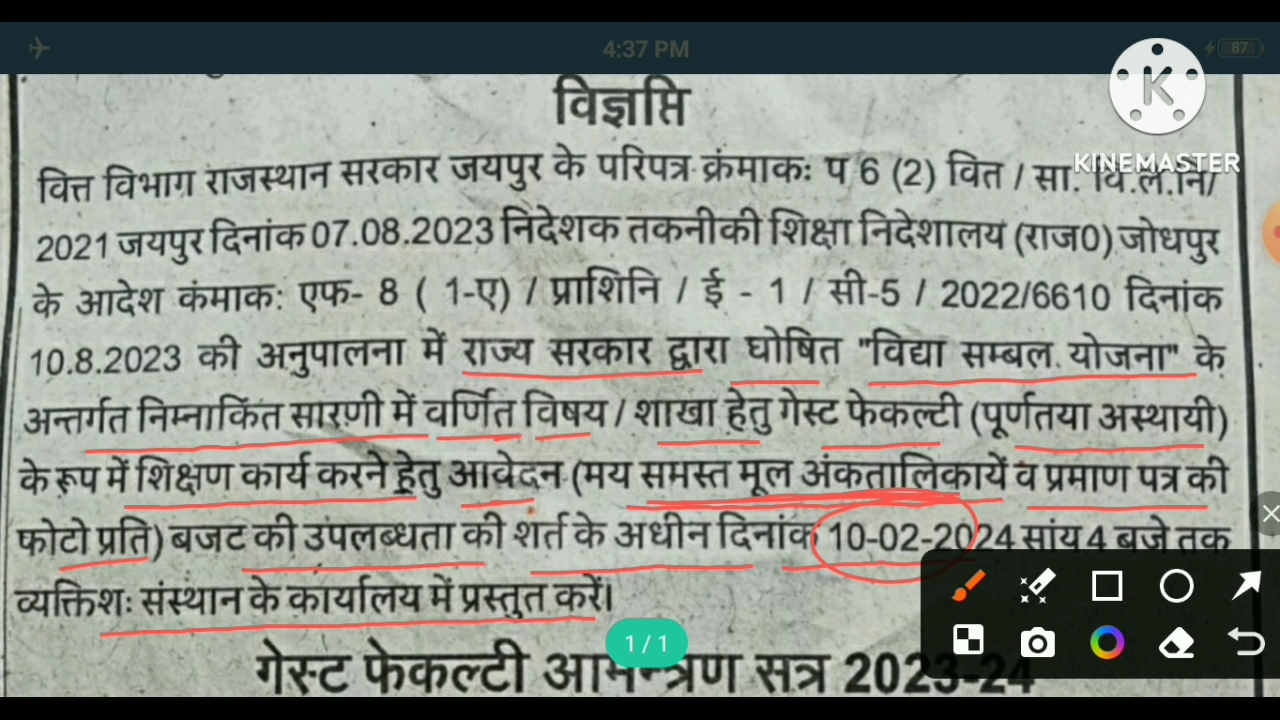 4:37 PM
87
KINEMASTER
विज्ञप्ति
वित्त विभाग राजस्थान सरकार जयपुर के परिपत्र क्रंमाकः प 6 (2) वित / सा. वि.ले.नि/
2021 जयपुर दिनांक 07.08.2023 निदेशक तकनीकी शिक्षा निदेशालय (राज0) जोधपुर
के आदेश कंमाक: एफ- 8 ( 1-ए) / प्राशिनि / ई - 1 / सी-5 / 2022/6610 दिनांक
10.8.2023 की अनुपालना में राज्य सरकार द्वारा घोषित "विद्या सम्बल योजना" के
अन्तर्गत निम्नाकिंत सारणी में वर्णित विषय / शाखा हेतु गेस्ट फेकल्टी (पूर्णतया अस्थायी)
के रूप में शिक्षण कार्य करने हेतु आवेदन (मय समस्त मूल अंकतालिकायें व प्रमाण पत्र की
फोटो प्रति) बजट की उपलब्धता की शर्त के अधीन दिनांक 10-02-2024 सांय 4 बजे तक
व्यक्तिशः संस्थान के कार्यालय में प्रस्तुत करें।
1 / 1
गेस्ट फेकल्टी आमन्त्रण सत्र 2023-24